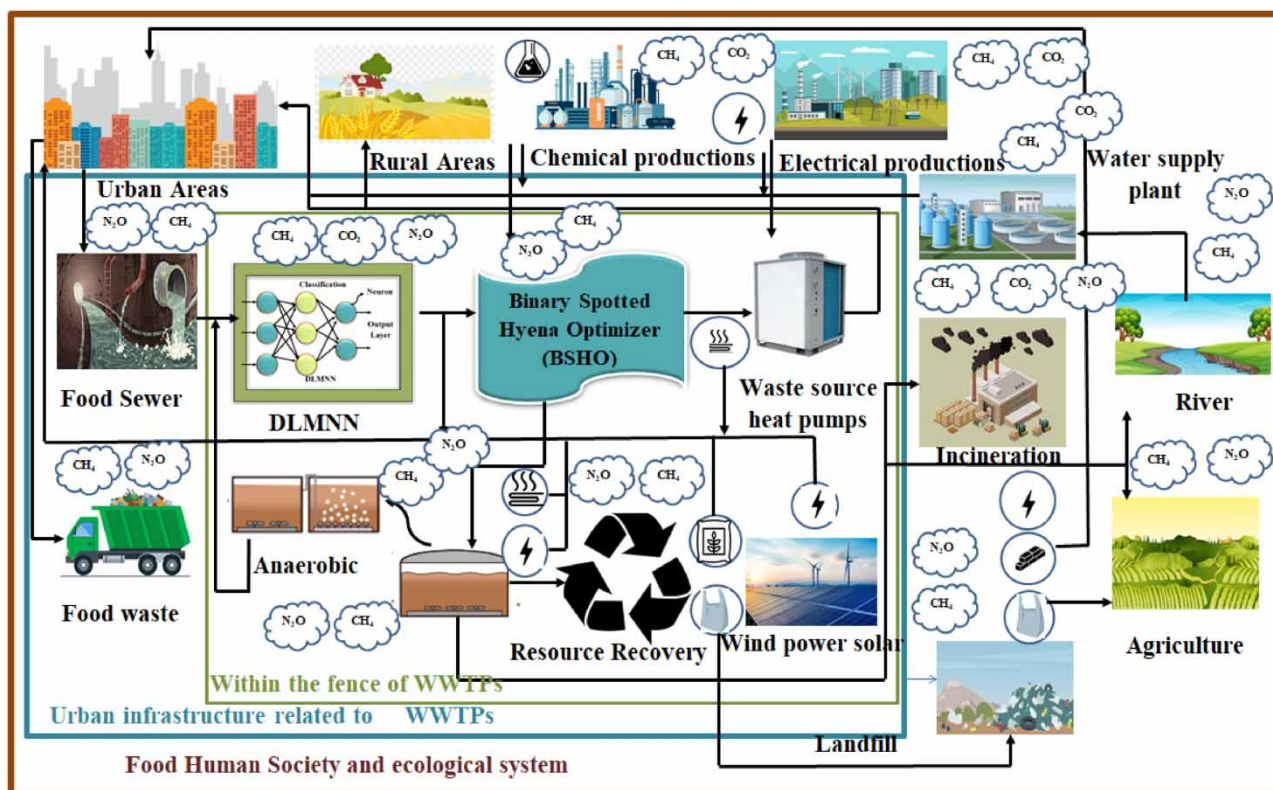 CH₄
CO₂
CH₄
CO₂
CO₂
CH₄
Rural Areas
Chemical productions
Electrical productions
Water supply
plant
Urban Areas
N₂O
CH₄
CH₄
CO₂
N₂O
N₂O
CH₄
N₂O
CH₄
Classification
Neuron
Output
Layer
DLMNN
Binary Spotted
Hyena Optimizer
(BSHO)
CH₄
CO₂
N₂O
Food Sewer
DLMNN
Waste source
heat pumps
River
Incineration
CH₄
N₂O
N₂O
CH₄
N₂O
CH₄
CH₄
N₂O
Anaerobic
N₂O
CH₄
Food waste
N₂O
CH₄
Resource Recovery
Wind power solar
Agriculture
Within the fence of WWTPs
Urban infrastructure related to WWTPs
Landfill
Food Human Society and ecological system